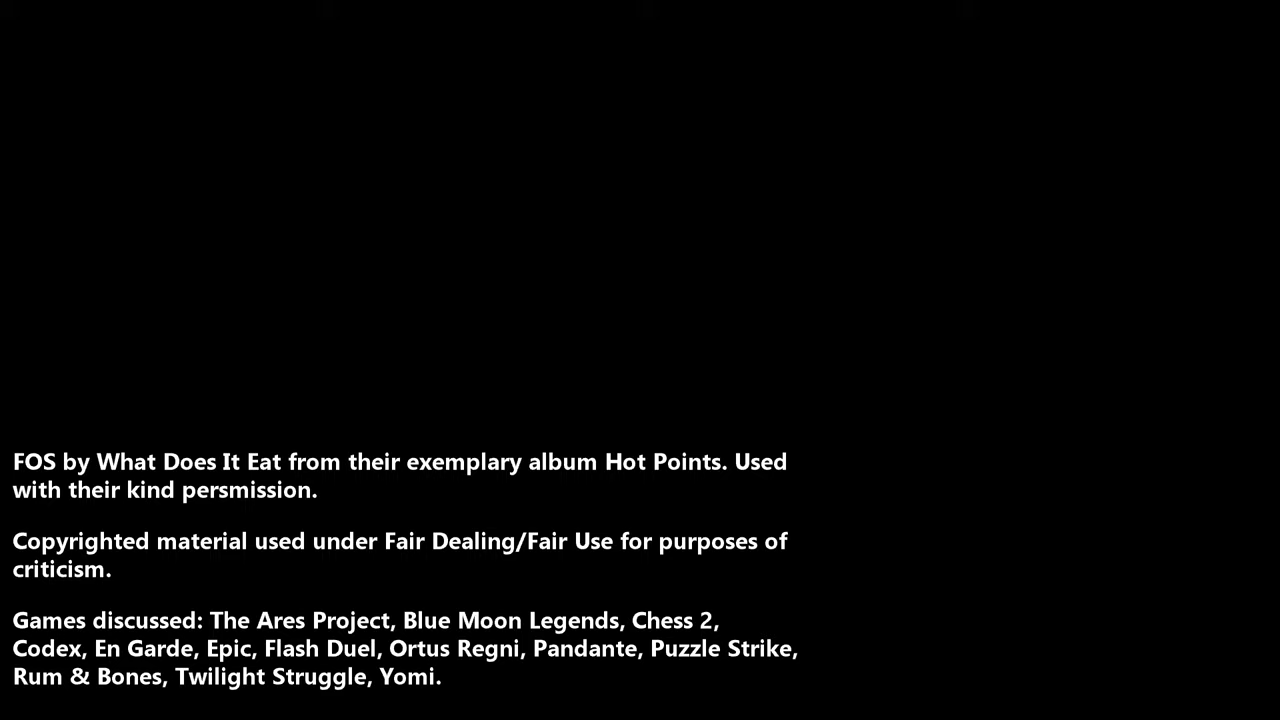 FOS by What Does It Eat from their exemplary album Hot Points. Used
with their kind persmission.
Copyrighted material used under Fair Dealing/Fair Use for purposes of
criticism.
Games discussed: The Ares Project, Blue Moon Legends, Chess 2,
Codex, En Garde, Epic, Flash Duel, Ortus Regni, Pandante, Puzzle Strike,
Rum & Bones, Twilight Struggle, Yomi.